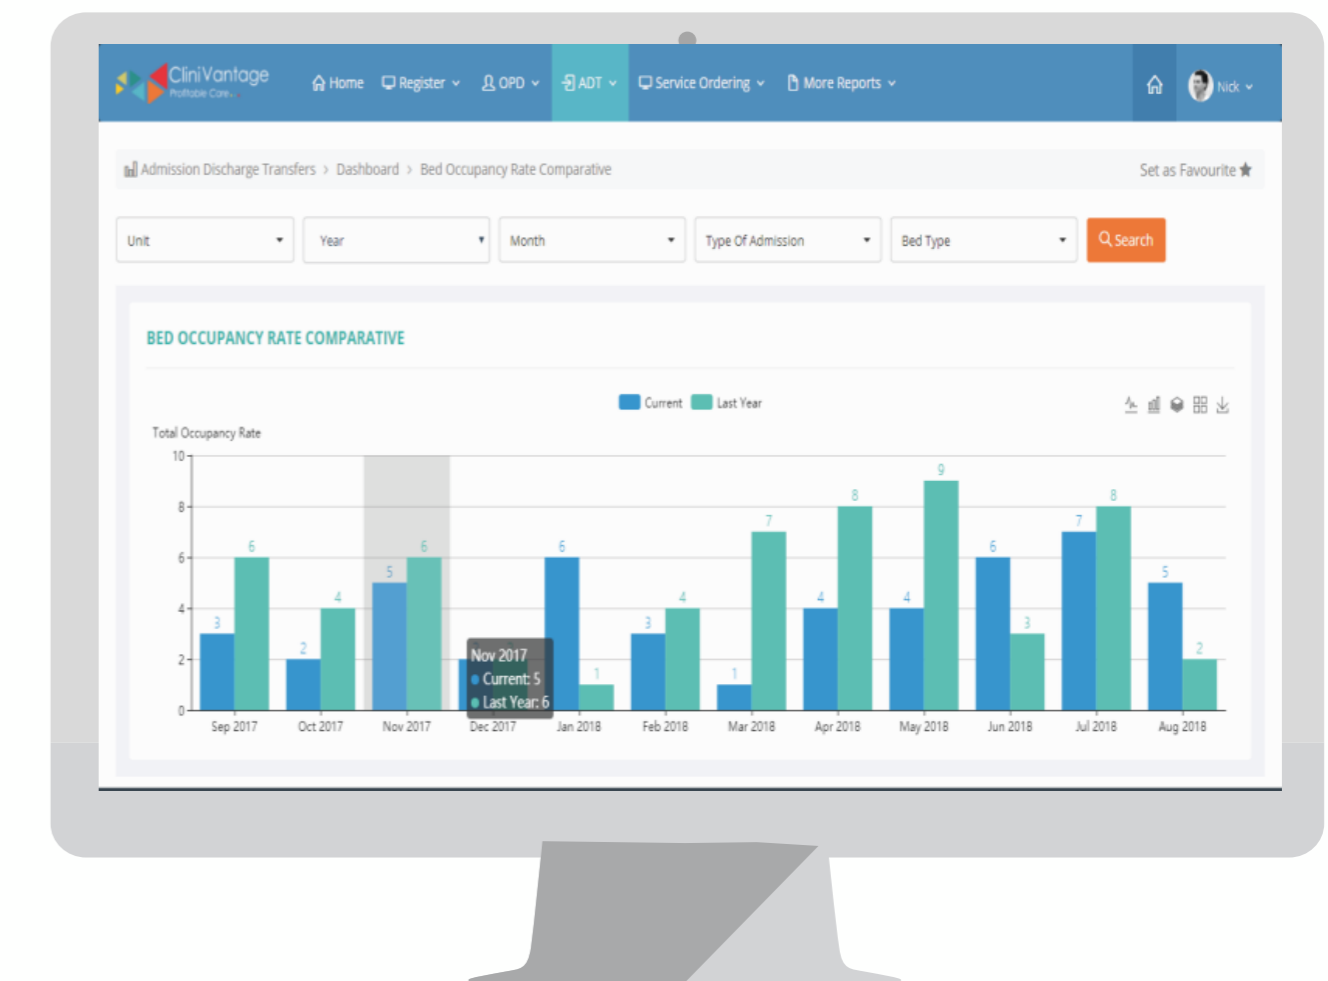 CliniVantage
Profitable Care...
Home Register OPD ADT Service Ordering More Reports Nick
Admission Discharge Transfers > Dashboard > Bed Occupancy Rate Comparative Set as Favourite
Unit Year Month Type Of Admission Bed Type Search
BED OCCUPANCY RATE COMPARATIVE
Current Last Year
Total Occupancy Rate
10
8
6
4
2
0
3 6 2 4 5 6 6 1 3 4 1 7 4 8 4 9 6 3 7 8 5 2
Nov 2017
Current: 5
Last Year: 6
Sep 2017 Oct 2017 Nov 2017 Dec 2017 Jan 2018 Feb 2018 Mar 2018 Apr 2018 May 2018 Jun 2018 Jul 2018 Aug 2018